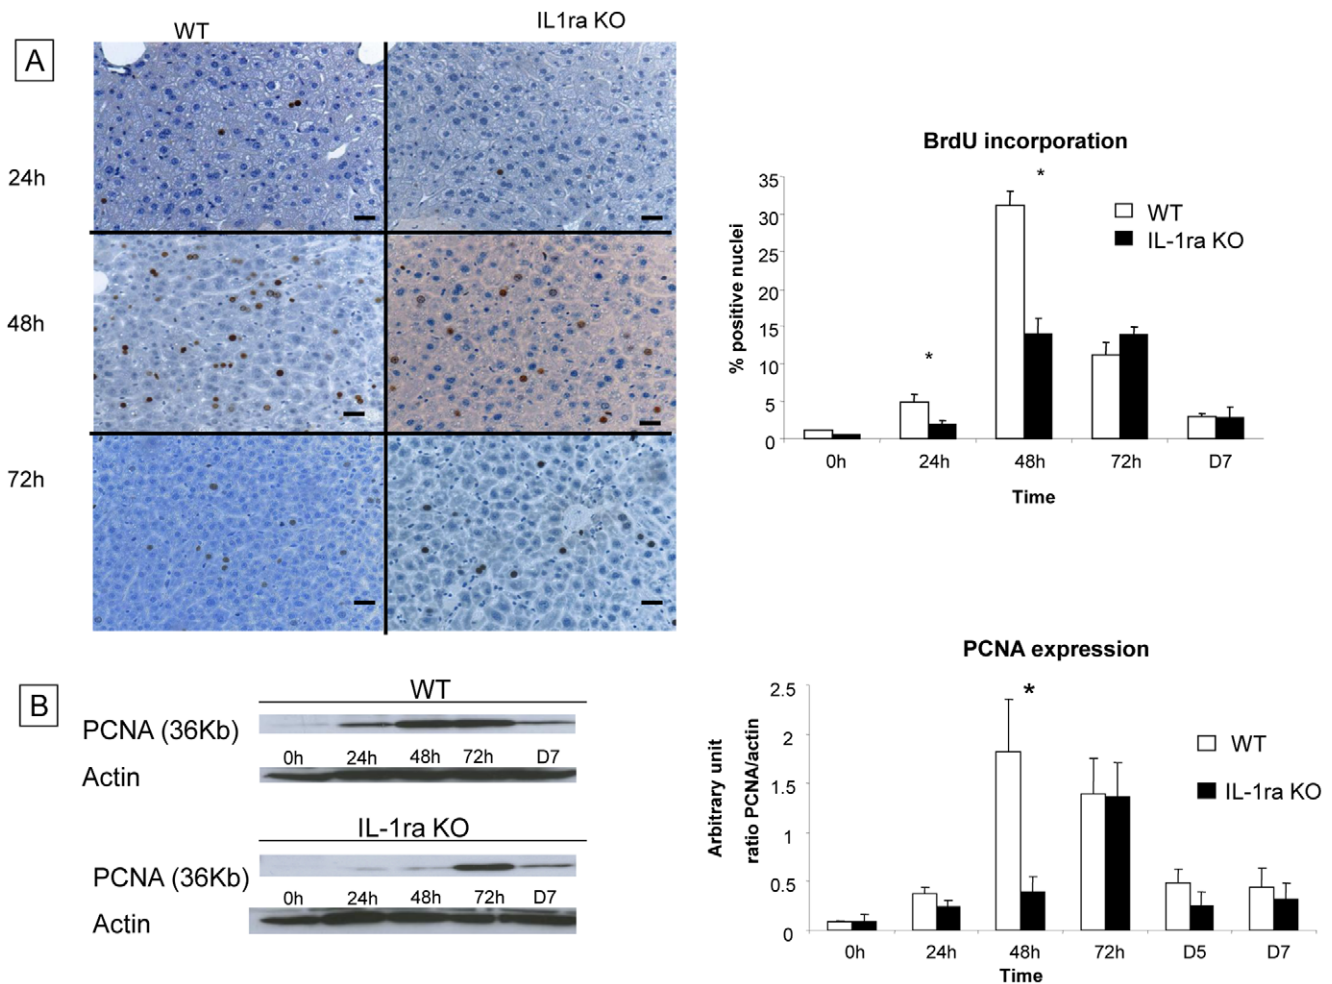 WT
IL1ra KO
A
24h
48h
72h
BrdU incorporation
35
30
25
20
15
10
5
0
% positive nuclei
*
*
WT
IL-1ra KO
0h 24h 48h 72h D7
Time
B
WT
PCNA (36Kb)
0h 24h 48h 72h D7
Actin
IL-1ra KO
PCNA (36Kb)
0h 24h 48h 72h D7
Actin
PCNA expression
2.5
2
1.5
1
0.5
0
Arbitrary unit
ratio PCNA/actin
*
WT
IL-1ra KO
0h 24h 48h 72h D5 D7
Time